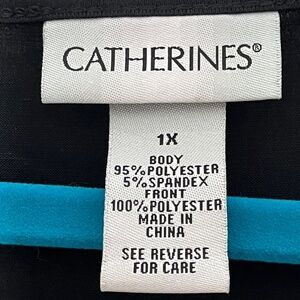 CATHERINES®
1X
BODY
95%POLYESTER
5%SPANDEX
FRONT
100%POLYESTER
MADE IN
CHINA
SEE REVERSE
FOR CARE